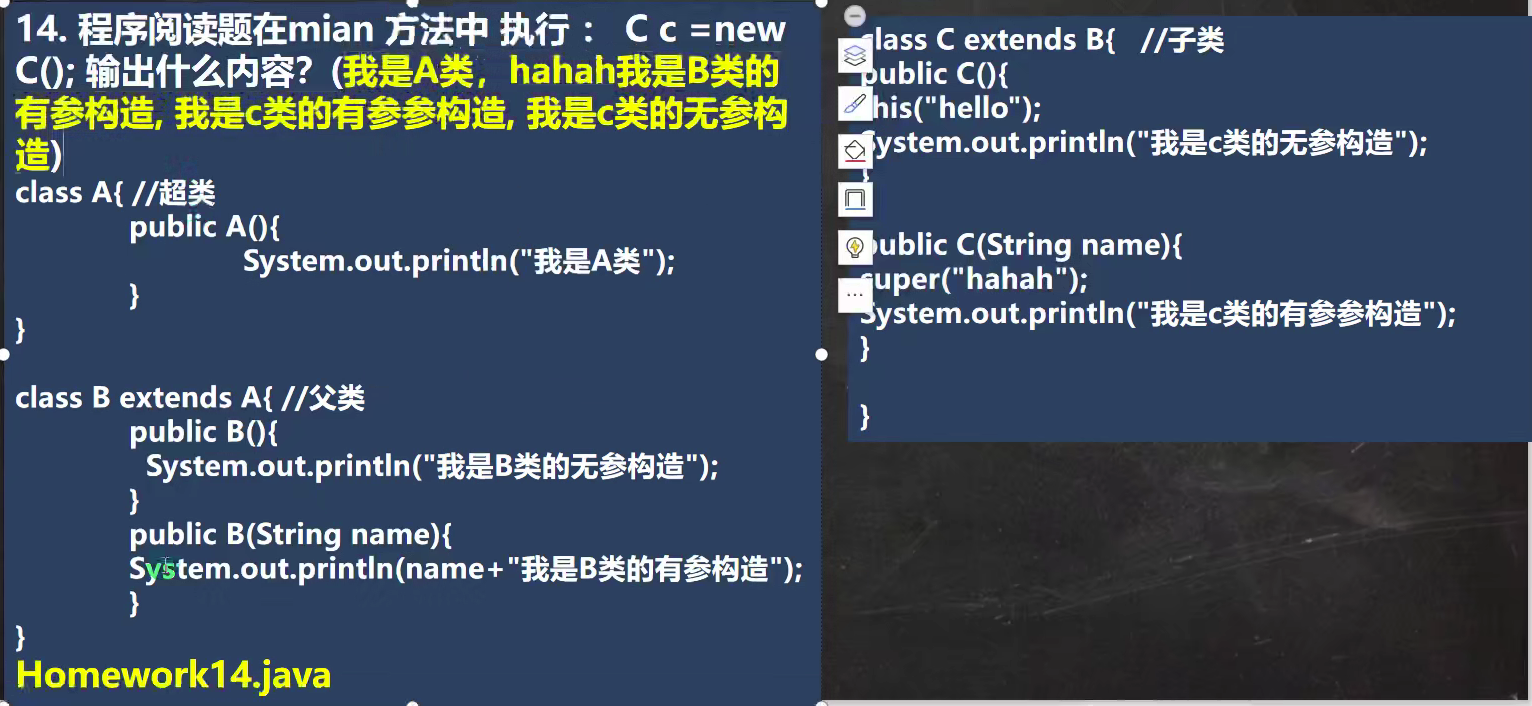 14. 程序阅读题在mian 方法中 执行 ： C c =new
C(); 输出什么内容？(我是A类，hahah我是B类的
有参构造, 我是c类的有参参构造, 我是c类的无参构
造)
class A{ //超类
public A(){
System.out.println("我是A类");
}
}
class B extends A{ //父类
public B(){
System.out.println("我是B类的无参构造");
}
public B(String name){
System.out.println(name+"我是B类的有参构造");
}
}
Homework14.java
class C extends B{ //子类
public C(){
this("hello");
System.out.println("我是c类的无参构造");
}
public C(String name){
super("hahah");
System.out.println("我是c类的有参参构造");
}
}